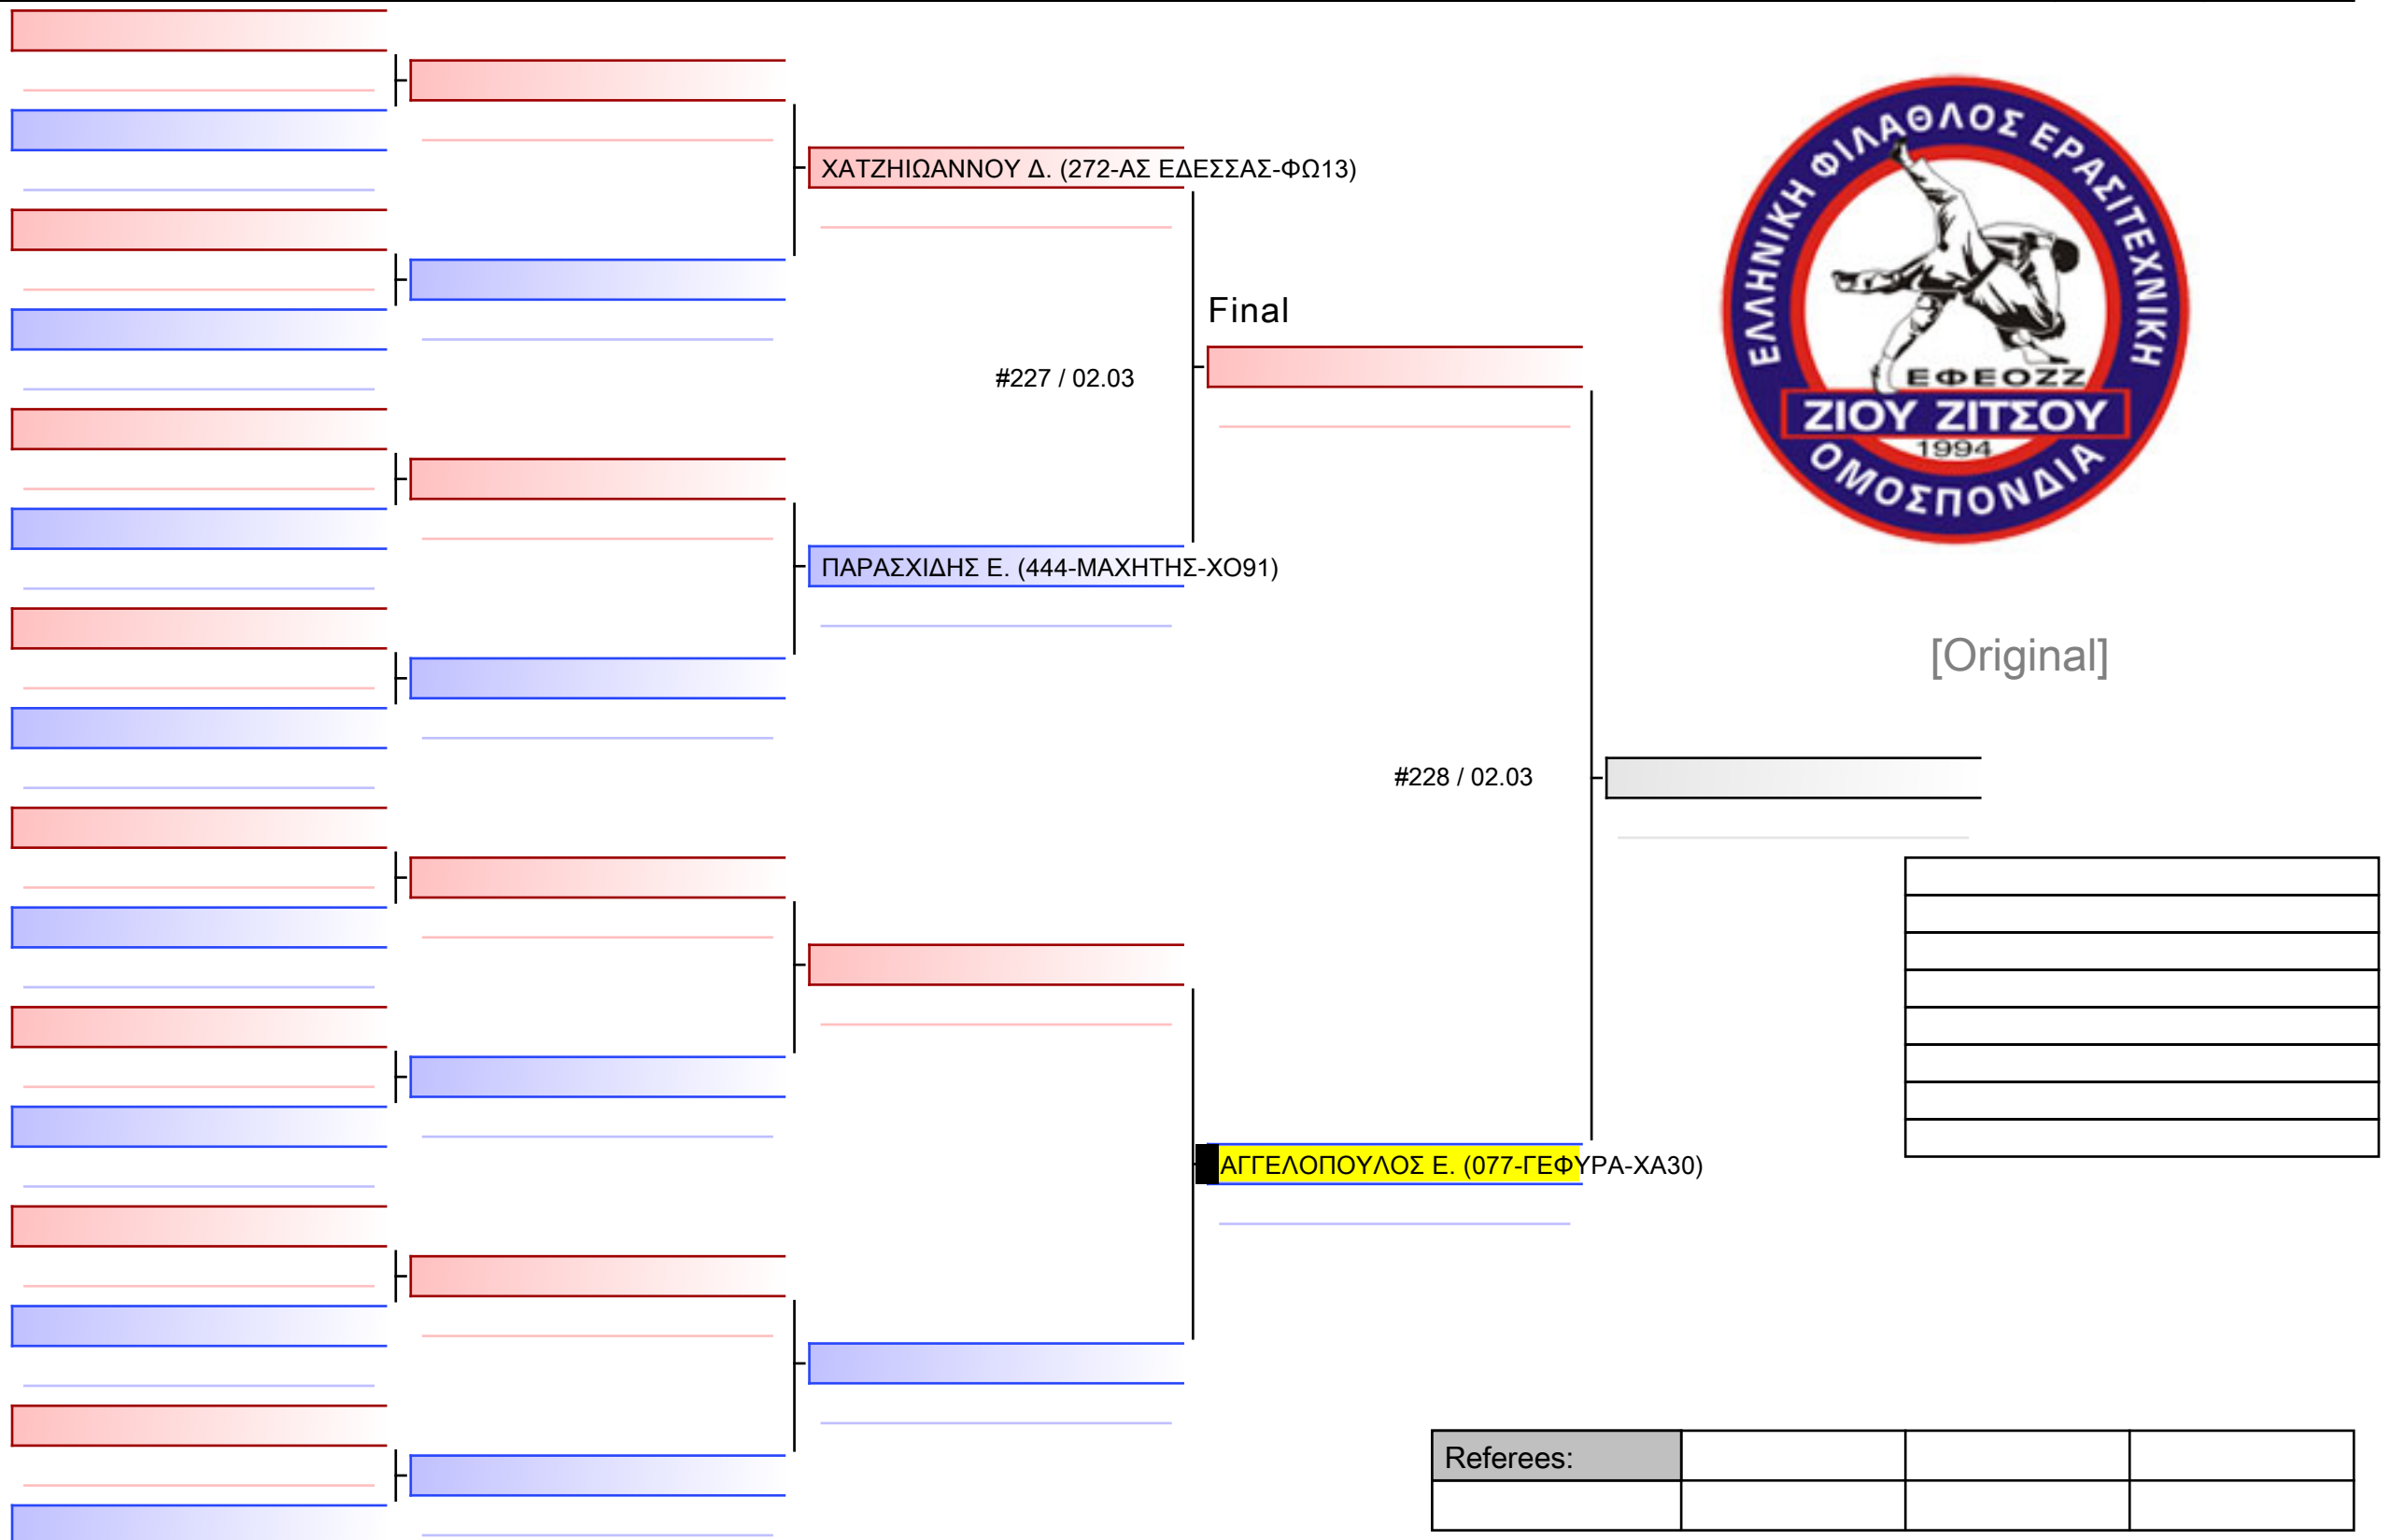 ΧΑΤΖΗΙΩΑΝΝΟΥ Δ. (272-ΑΣ ΕΔΕΣΣΑΣ-ΦΩ13)
Final
#227 / 02.03
ΠΑΡΑΣΧΙΔΗΣ Ε. (444-ΜΑΧΗΤΗΣ-ΧΟ91)
ΕΛΛΗΝΙΚΗ ΦΙΛΑΘΛΟΣ ΕΡΑΣΙΤΕΧΝΙΚΗ
ΕΦΕΟΖΖ
ΖΙΟΥ ΖΙΤΣΟΥ
1994
ΟΜΟΣΠΟΝΔΙΑ
[Original]
#228 / 02.03
ΑΓΓΕΛΟΠΟΥΛΟΣ Ε. (077-ΓΕΦΥΡΑ-ΧΑ30)
Referees: